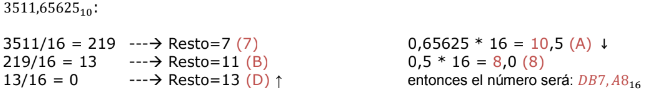 3511,65625₁₀:
3511/16 = 219 ----→ Resto=7 (7) 0,65625 * 16 = 10,5 (A) ↓
219/16 = 13 ----→ Resto=11 (B) 0,5 * 16 = 8,0 (8)
13/16 = 0 ----→ Resto=13 (D) ↑ entonces el número será: DB7,A8₁₆